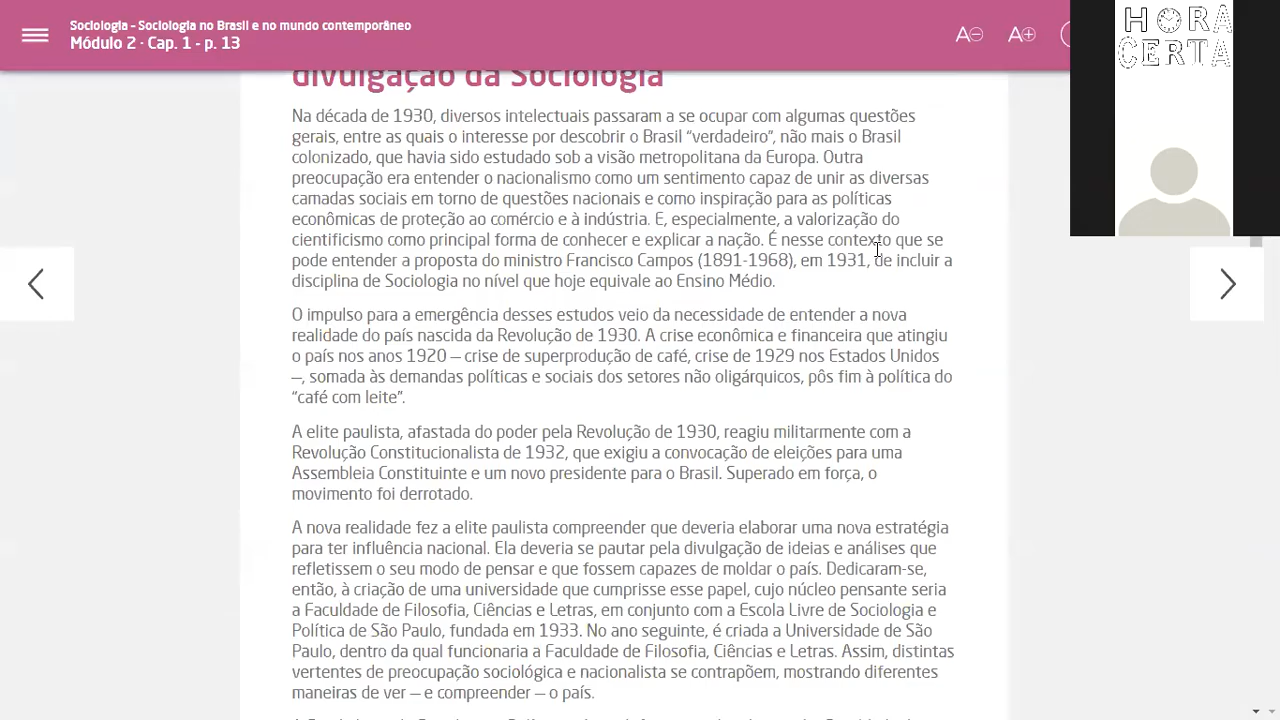 Sociologia – Sociologia no Brasil e no mundo contemporâneo
Módulo 2 · Cap. 1 - p. 13
A
A+
HORA
CERTA
divulgação da Sociologia
Na década de 1930, diversos intelectuais passaram a se ocupar com algumas questões
gerais, entre as quais o interesse por descobrir o Brasil “verdadeiro”, não mais o Brasil
colonizado, que havia sido estudado sob a visão metropolitana da Europa. Outra
preocupação era entender o nacionalismo como um sentimento capaz de unir as diversas
camadas sociais em torno de questões nacionais e como inspiração para as políticas
econômicas de proteção ao comércio e à indústria. E, especialmente, a valorização do
cientificismo como principal forma de conhecer e explicar a nação. É nesse contexto que se
pode entender a proposta do ministro Francisco Campos (1891-1968), em 1931, de incluir a
disciplina de Sociologia no nível que hoje equivale ao Ensino Médio.
O impulso para a emergência desses estudos veio da necessidade de entender a nova
realidade do país nascida da Revolução de 1930. A crise econômica e financeira que atingiu
o país nos anos 1920 — crise de superprodução de café, crise de 1929 nos Estados Unidos
—, somada às demandas políticas e sociais dos setores não oligárquicos, pôs fim à política do
“café com leite”.
A elite paulista, afastada do poder pela Revolução de 1930, reagiu militarmente com a
Revolução Constitucionalista de 1932, que exigiu a convocação de eleições para uma
Assembleia Constituinte e um novo presidente para o Brasil. Superado em força, o
movimento foi derrotado.
A nova realidade fez a elite paulista compreender que deveria elaborar uma nova estratégia
para ter influência nacional. Ela deveria se pautar pela divulgação de ideias e análises que
refletissem o seu modo de pensar e que fossem capazes de moldar o país. Dedicaram-se,
então, à criação de uma universidade que cumprisse esse papel, cujo núcleo pensante seria
a Faculdade de Filosofia, Ciências e Letras, em conjunto com a Escola Livre de Sociologia e
Política de São Paulo, fundada em 1933. No ano seguinte, é criada a Universidade de São
Paulo, dentro da qual funcionaria a Faculdade de Filosofia, Ciências e Letras. Assim, distintas
vertentes de preocupação sociológica e nacionalista se contrapõem, mostrando diferentes
maneiras de ver — e compreender — o país.